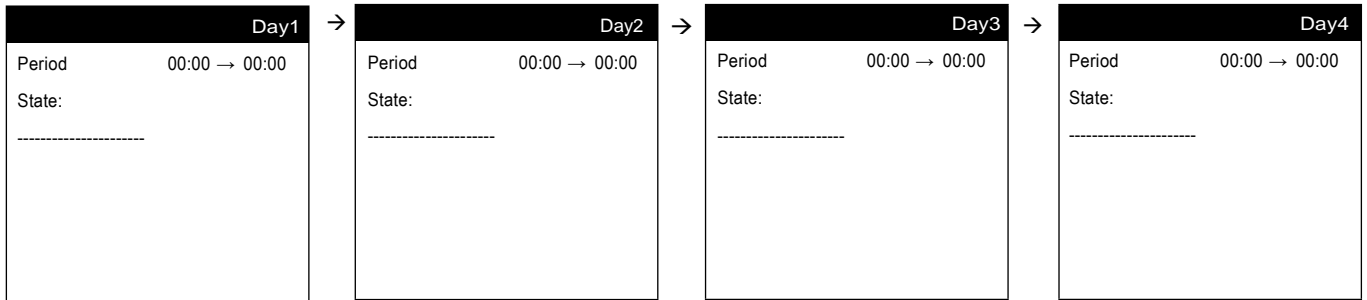 Day1
Period 00:00 → 00:00
State:
----------------------
→
Day2
Period 00:00 → 00:00
State:
----------------------
→
Day3
Period 00:00 → 00:00
State:
----------------------
→
Day4
Period 00:00 → 00:00
State:
----------------------